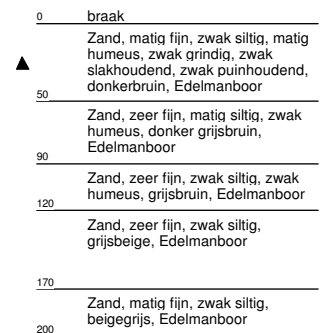 0 braak
Zand, matig fijn, zwak siltig, matig
humeus, zwak grindig, zwak
slakhoudend, zwak puinhoudend,
donkerbruin, Edelmanboor
50
Zand, zeer fijn, matig siltig, zwak
humeus, donker grijsbruin,
Edelmanboor
90
Zand, zeer fijn, zwak siltig, zwak
humeus, grijsbruin, Edelmanboor
120
Zand, zeer fijn, zwak siltig,
grijsbeige, Edelmanboor
170
Zand, matig fijn, zwak siltig,
beigegrijs, Edelmanboor
200